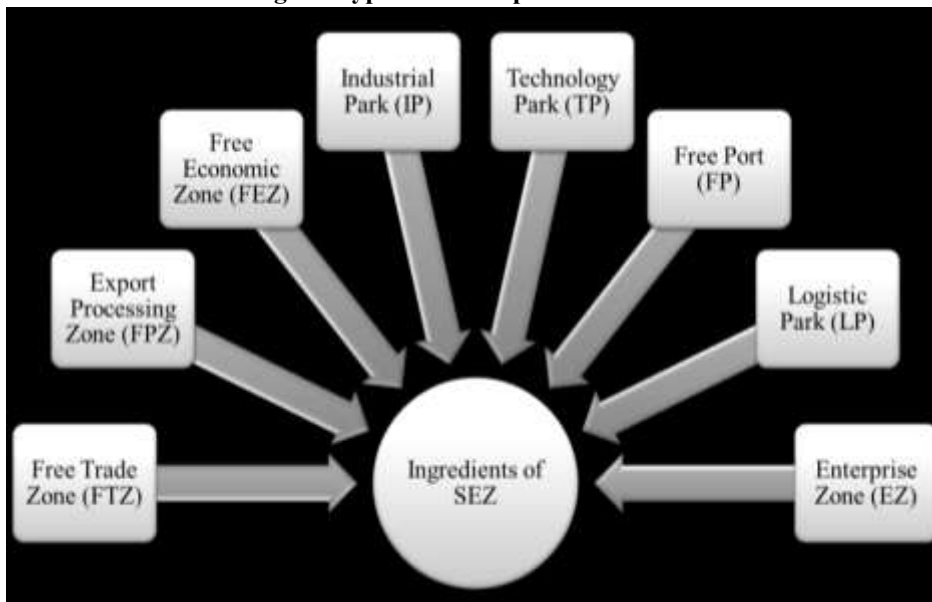 Industrial
Park (IP)
Technology
Park (TP)
Free
Economic
Zone (FEZ)
Free Port
(FP)
Export
Processing
Zone (FPZ)
Logistic
Park (LP)
Free Trade
Zone (FTZ)
Ingredients of
SEZ
Enterprise
Zone (EZ)